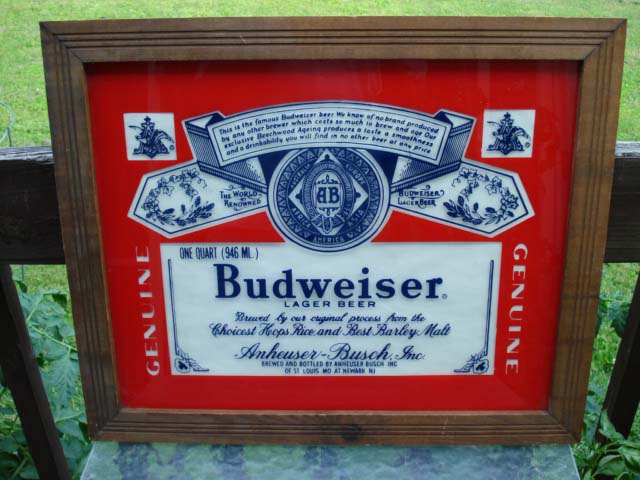 This is the famous Budweiser beer. We know of no brand produced
by any other brewer which costs so much to brew and age. Our
exclusive Beechwood Ageing produces a taste a smoothness
and a drinkability you will find in no other beer at any price
THE WORLD
RENOWNED
BUDWEISER
LAGER BEER
AB
AMERICA
ONE QUART (946 ML.)
Budweiser
LAGER BEER
Brewed by our original process from the
Choicest Hops, Rice and Best Barley Malt
Anheuser-Busch, Inc.
BREWED AND BOTTLED BY ANHEUSER BUSCH INC
OF ST LOUIS MO AT NEWARK NJ
GENUINE
GENUINE